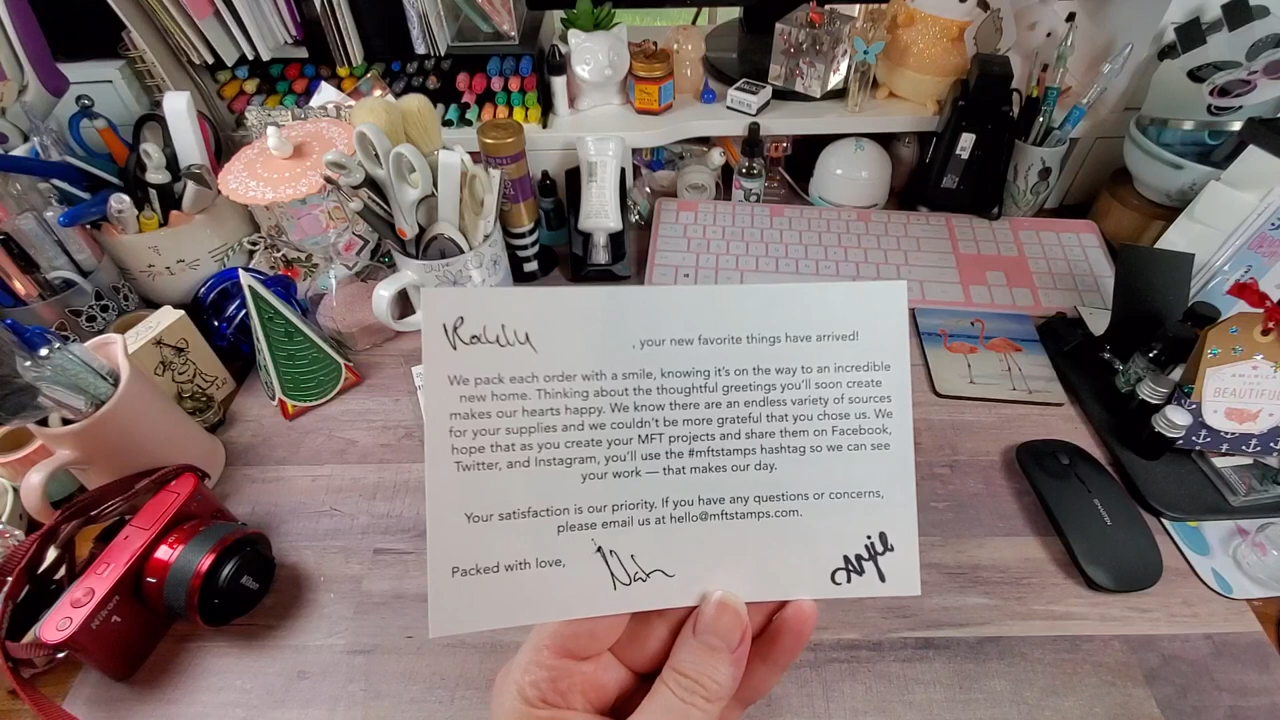 , your new favorite things have arrived!
We pack each order with a smile, knowing it's on the way to an incredible
new home. Thinking about the thoughtful greetings you'll soon create
makes our hearts happy. We know there are an endless variety of sources
for your supplies and we couldn't be more grateful that you chose us. We
hope that as you create your MFT projects and share them on Facebook,
Twitter, and Instagram, you'll use the #mftstamps hashtag so we can see
your work — that makes our day.
Your satisfaction is our priority. If you have any questions or concerns,
please email us at hello@mftstamps.com.
Packed with love,
Angie
Nikon 1
AMERICA
THE
BEAUTIFUL